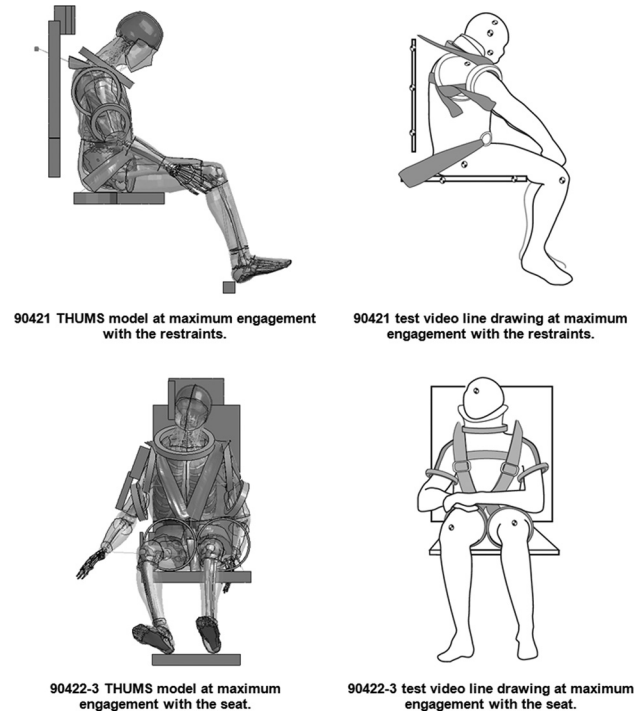 90421 THUMS model at maximum engagement
with the restraints.
90421 test video line drawing at maximum
engagement with the restraints.
90422-3 THUMS model at maximum
engagement with the seat.
90422-3 test video line drawing at maximum
engagement with the seat.